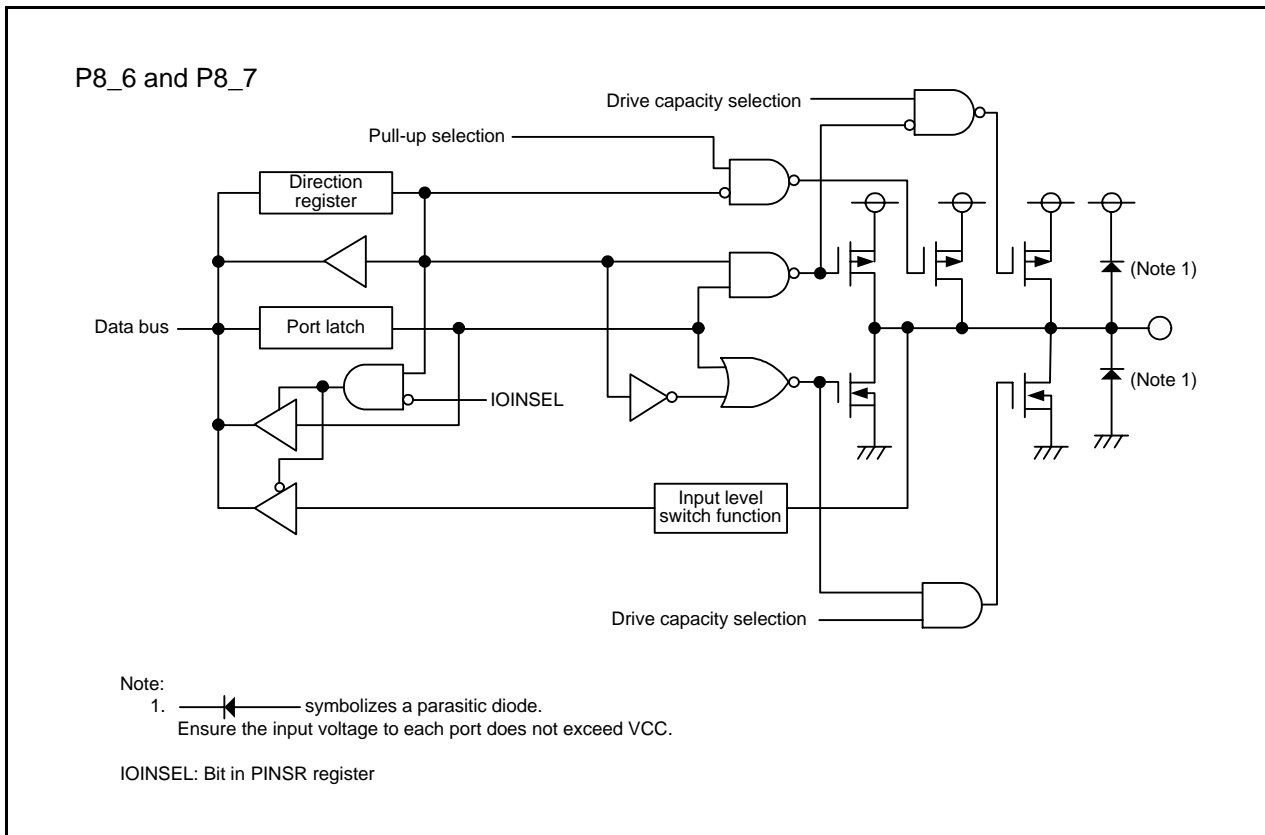 P8_6 and P8_7
Drive capacity selection
Pull-up selection
Direction
register
(Note 1)
Data bus
Port latch
(Note 1)
IOINSEL
Input level
switch function
Drive capacity selection
Note:
1. symbolizes a parasitic diode.
Ensure the input voltage to each port does not exceed VCC.
IOINSEL: Bit in PINSR register